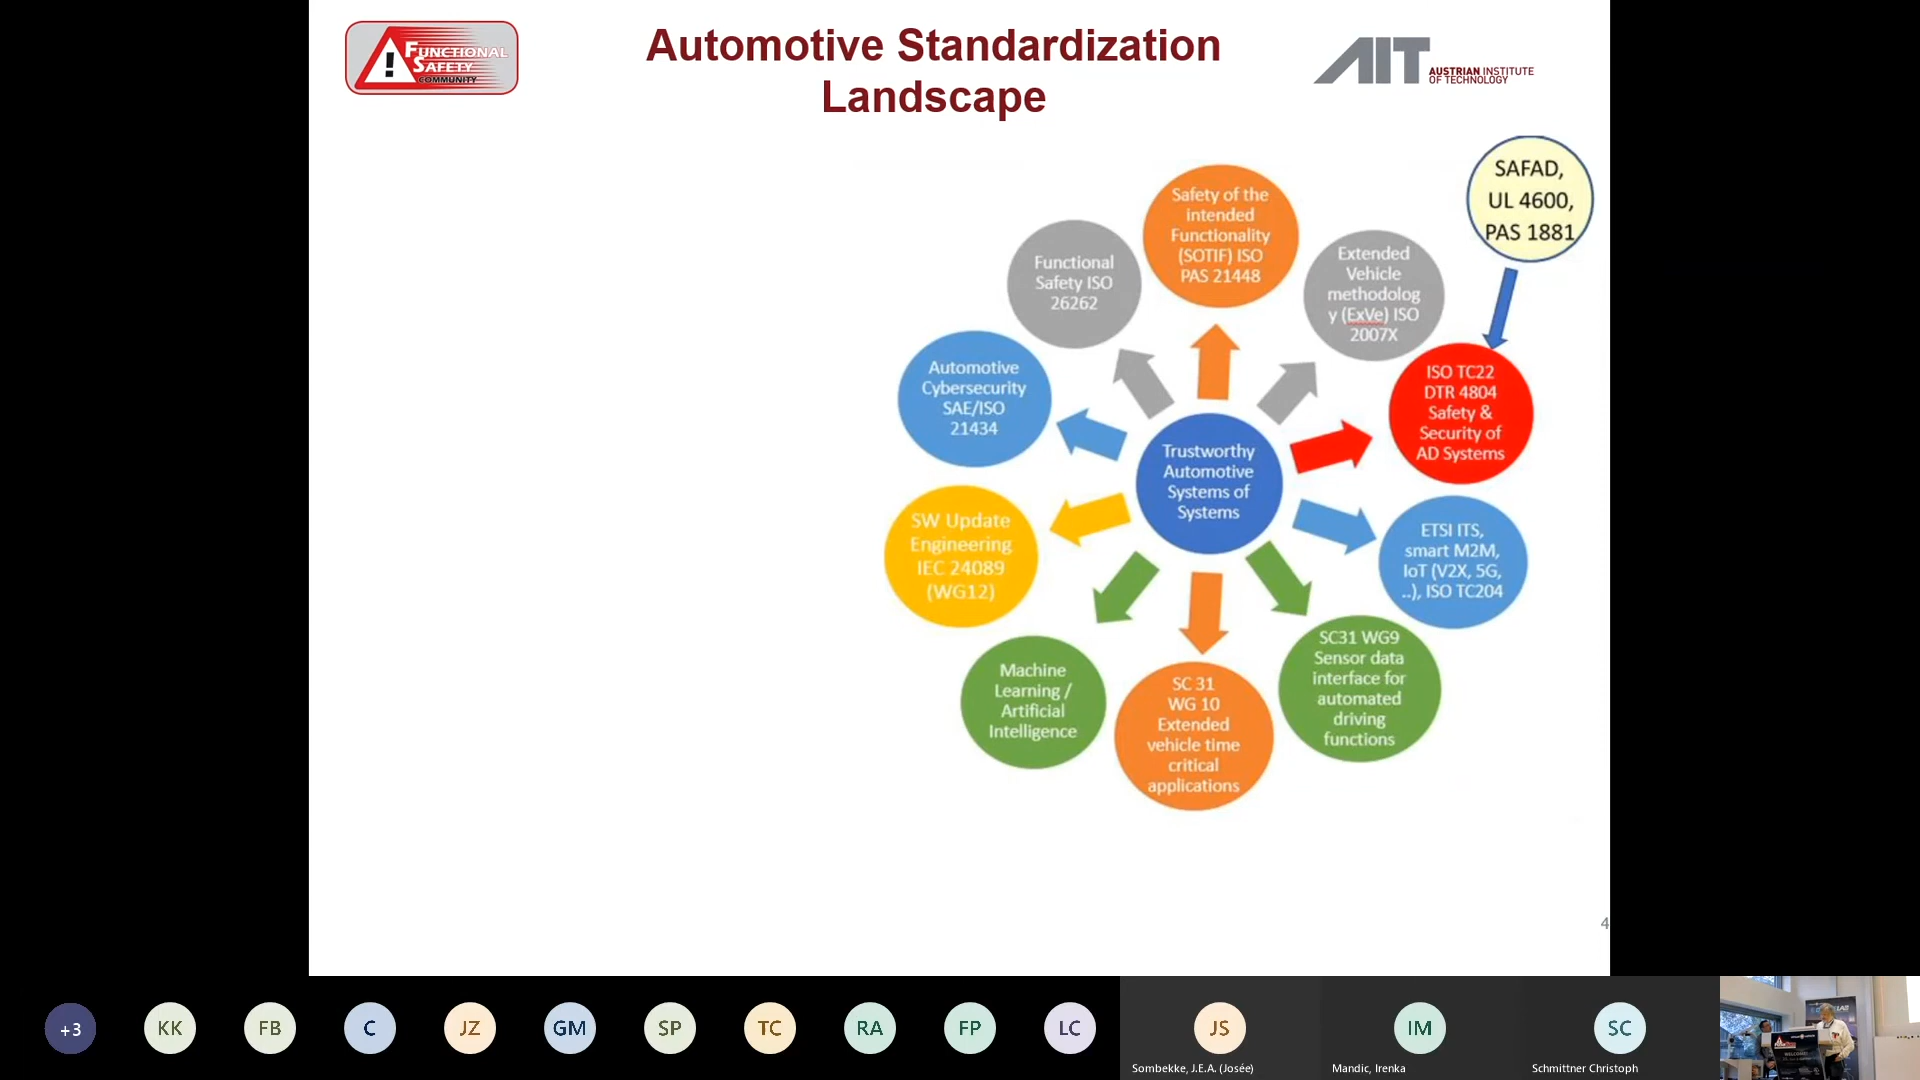 FUNCTIONAL
SAFETY
COMMUNITY
!
Automotive Standardization
Landscape
AIT
AUSTRIAN INSTITUTE
OF TECHNOLOGY
SAFAD,
UL 4600,
PAS 1881
Safety of the
intended
Functionality
(SOTIF) ISO
PAS 21448
Functional
Safety ISO
26262
Extended
Vehicle
methodolog
y (ExVe) ISO
2007X
Automotive
Cybersecurity
SAE/ISO
21434
ISO TC22
DTR 4804
Safety &
Security of
AD Systems
Trustworthy
Automotive
Systems of
Systems
SW Update
Engineering
IEC 24089
(WG12)
ETSI ITS,
smart M2M,
IoT (V2X, 5G,
..), ISO TC204
Machine
Learning /
Artificial
Intelligence
SC 31
WG 10
Extended
vehicle time
critical
applications
SC31 WG9
Sensor data
interface for
automated
driving
functions
4
+3
KK
FB
C
JZ
GM
SP
TC
RA
FP
LC
JS
IM
SC
Sombekke, J.E.A. (Josée)
Mandic, Irenka
Schmittner Christoph